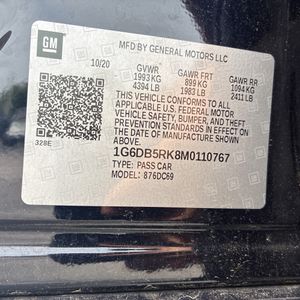 GM
MFD BY GENERAL MOTORS LLC
10/20
GVWR GAWR FRT GAWR RR
1993 KG 899 KG 1094 KG
4394 LB 1983 LB 2411 LB
THIS VEHICLE CONFORMS TO ALL
APPLICABLE U.S. FEDERAL MOTOR
VEHICLE SAFETY, BUMPER, AND THEFT
PREVENTION STANDARDS IN EFFECT ON THE
DATE OF MANUFACTURE SHOWN ABOVE.
328E
1G6DB5RK8M0110767
TYPE: PASS CAR
MODEL: 876DC69